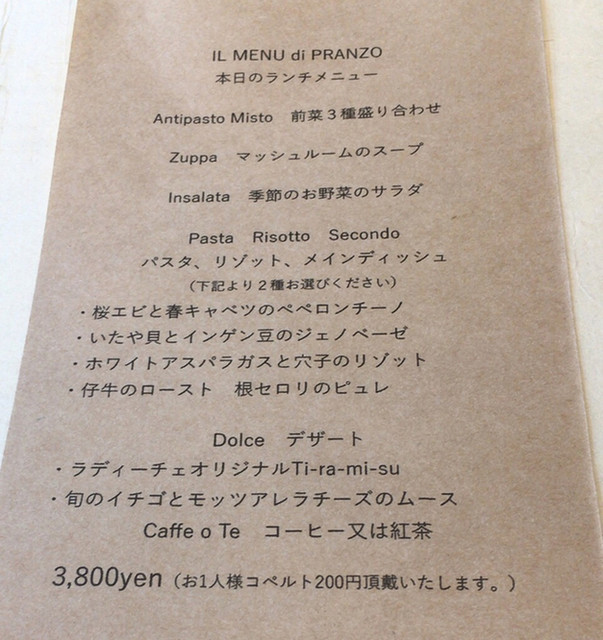 IL MENU di PRANZO
本日のランチメニュー
Antipasto Misto　前菜３種盛り合わせ
Zuppa　マッシュルームのスープ
Insalata　季節のお野菜のサラダ
Pasta　Risotto　Secondo
パスタ、リゾット、メインディッシュ
（下記より２種お選びください）
・桜エビと春キャベツのペペロンチーノ
・いたや貝とインゲン豆のジェノベーゼ
・ホワイトアスパラガスと穴子のリゾット
・仔牛のロースト　根セロリのピュレ
Dolce　デザート
・ラディーチェオリジナルTi-ra-mi-su
・旬のイチゴとモッツアレラチーズのムース
Caffe o Te　コーヒー又は紅茶
3,800yen（お1人様コペルト200円頂戴いたします。）